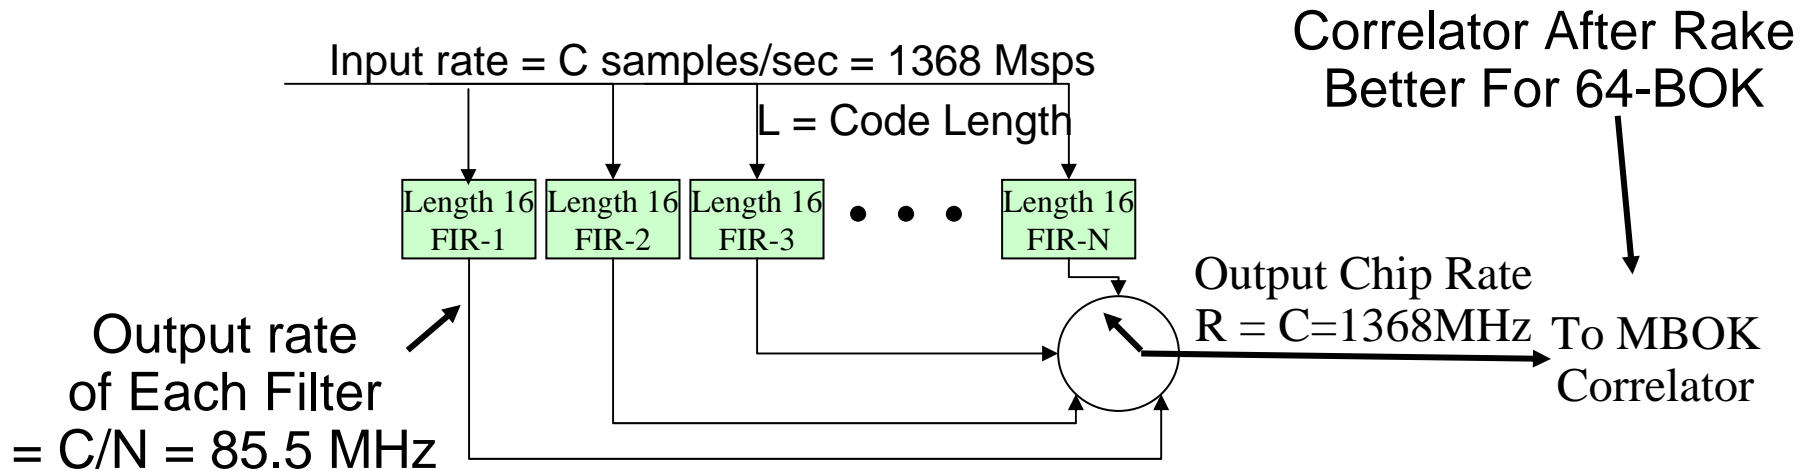 Correlator After Rake
Better For 64-BOK
Input rate = C samples/sec = 1368 Msps
L = Code Length
Length 16
FIR-1
Length 16
FIR-2
Length 16
FIR-3
Length 16
FIR-N
Output Chip Rate
R = C=1368MHz
To MBOK
Correlator
Output rate
of Each Filter
= C/N = 85.5 MHz